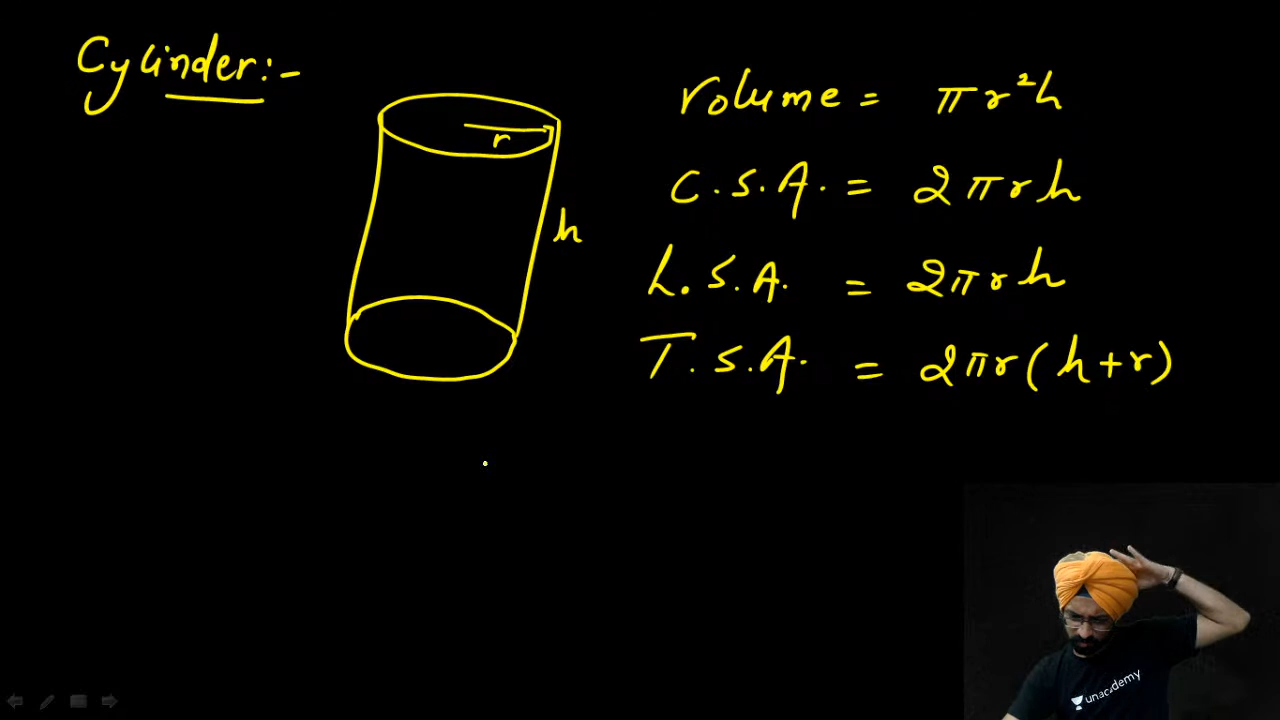 Cylinder:-
r
h
Volume = πr²h
C.S.A. = 2πrh
L.S.A. = 2πrh
T.S.A. = 2πr(h+r)
unacademy